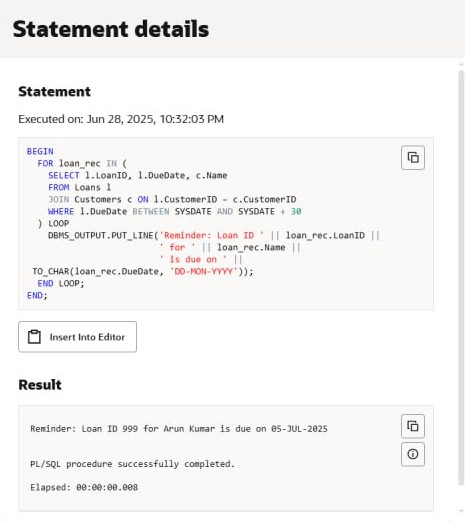 Statement details
Statement
Executed on: Jun 28, 2025, 10:32:03 PM
BEGIN
  FOR loan_rec IN (
    SELECT l.LoanID, l.DueDate, c.Name
    FROM Loans l
    JOIN Customers c ON l.CustomerID = c.CustomerID
    WHERE l.DueDate BETWEEN SYSDATE AND SYSDATE + 30
  ) LOOP
    DBMS_OUTPUT.PUT_LINE('Reminder: Loan ID ' || loan_rec.LoanID ||
                         ' for ' || loan_rec.Name ||
                         ' is due on ' ||
 TO_CHAR(loan_rec.DueDate, 'DD-MON-YYYY'));
  END LOOP;
END;
Insert Into Editor
Result
Reminder: Loan ID 999 for Arun Kumar is due on 05-JUL-2025
PL/SQL procedure successfully completed.
Elapsed: 00:00:00.008